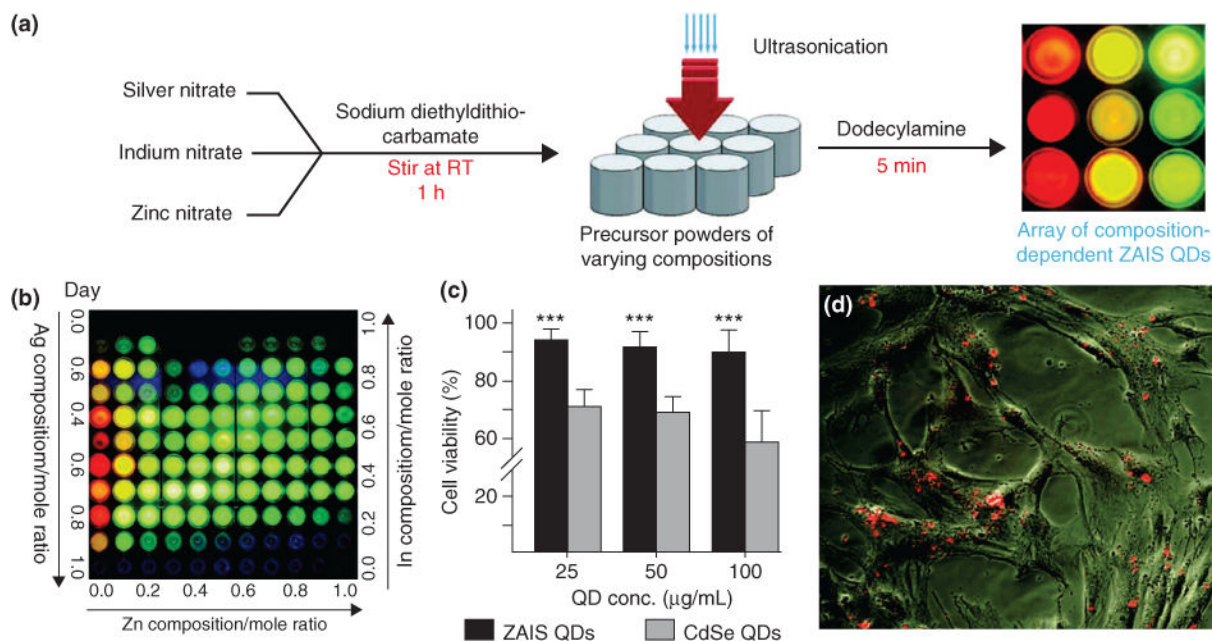 (a)
Silver nitrate
Indium nitrate
Zinc nitrate
Sodium diethyldithio-
carbamate
Stir at RT
1 h
Ultrasonication
Precursor powders of
varying compositions
Dodecylamine
5 min
Array of composition-
dependent ZAIS QDs
(b)
Day
Ag composition/mole ratio
0.0
0.6
0.4
0.6
0.8
1.0
1.0
0.8
0.6
0.4
0.2
0.0
In compositiom/mole ratio
0.0 0.2 0.4 0.6 0.8 1.0
Zn composition/mole ratio
(c)
Cell viability (%)
100
80
60
20
*** *** ***
25 50 100
QD conc. (µg/mL)
ZAIS QDs CdSe QDs
(d)